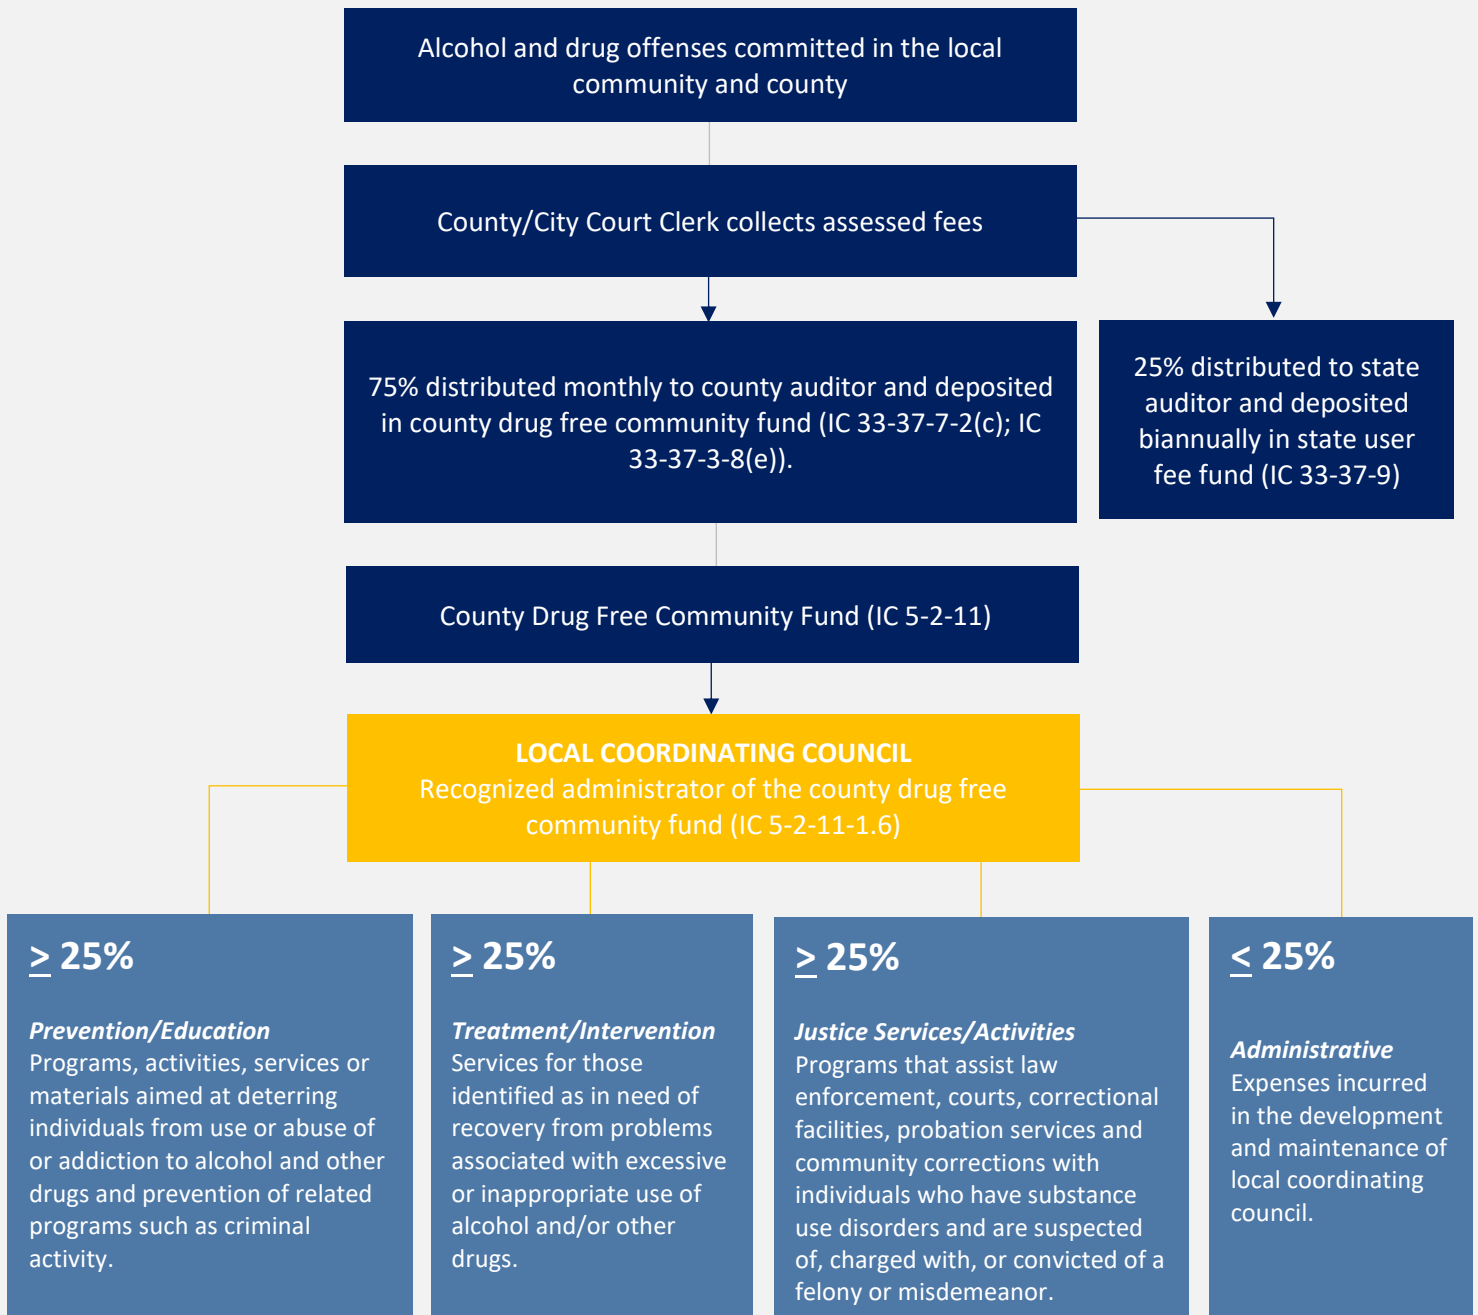 Alcohol and drug offenses committed in the local
community and county
County/City Court Clerk collects assessed fees
75% distributed monthly to county auditor and deposited
in county drug free community fund (IC 33-37-7-2(c); IC
33-37-3-8(e)).
25% distributed to state
auditor and deposited
biannually in state user
fee fund (IC 33-37-9)
County Drug Free Community Fund (IC 5-2-11)
LOCAL COORDINATING COUNCIL
Recognized administrator of the county drug free
community fund (IC 5-2-11-1.6)
≥ 25%
Prevention/Education
Programs, activities, services or
materials aimed at deterring
individuals from use or abuse of
or addiction to alcohol and other
drugs and prevention of related
programs such as criminal
activity.
≥ 25%
Treatment/Intervention
Services for those
identified as in need of
recovery from problems
associated with excessive
or inappropriate use of
alcohol and/or other
drugs.
≥ 25%
Justice Services/Activities
Programs that assist law
enforcement, courts, correctional
facilities, probation services and
community corrections with
individuals who have substance
use disorders and are suspected
of, charged with, or convicted of a
felony or misdemeanor.
≤ 25%
Administrative
Expenses incurred
in the development
and maintenance of
local coordinating
council.